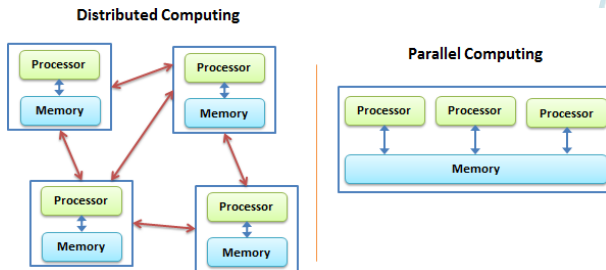 Distributed Computing
Processor
Memory
Processor
Memory
Processor
Memory
Processor
Memory
Parallel Computing
Processor
Processor
Processor
Memory